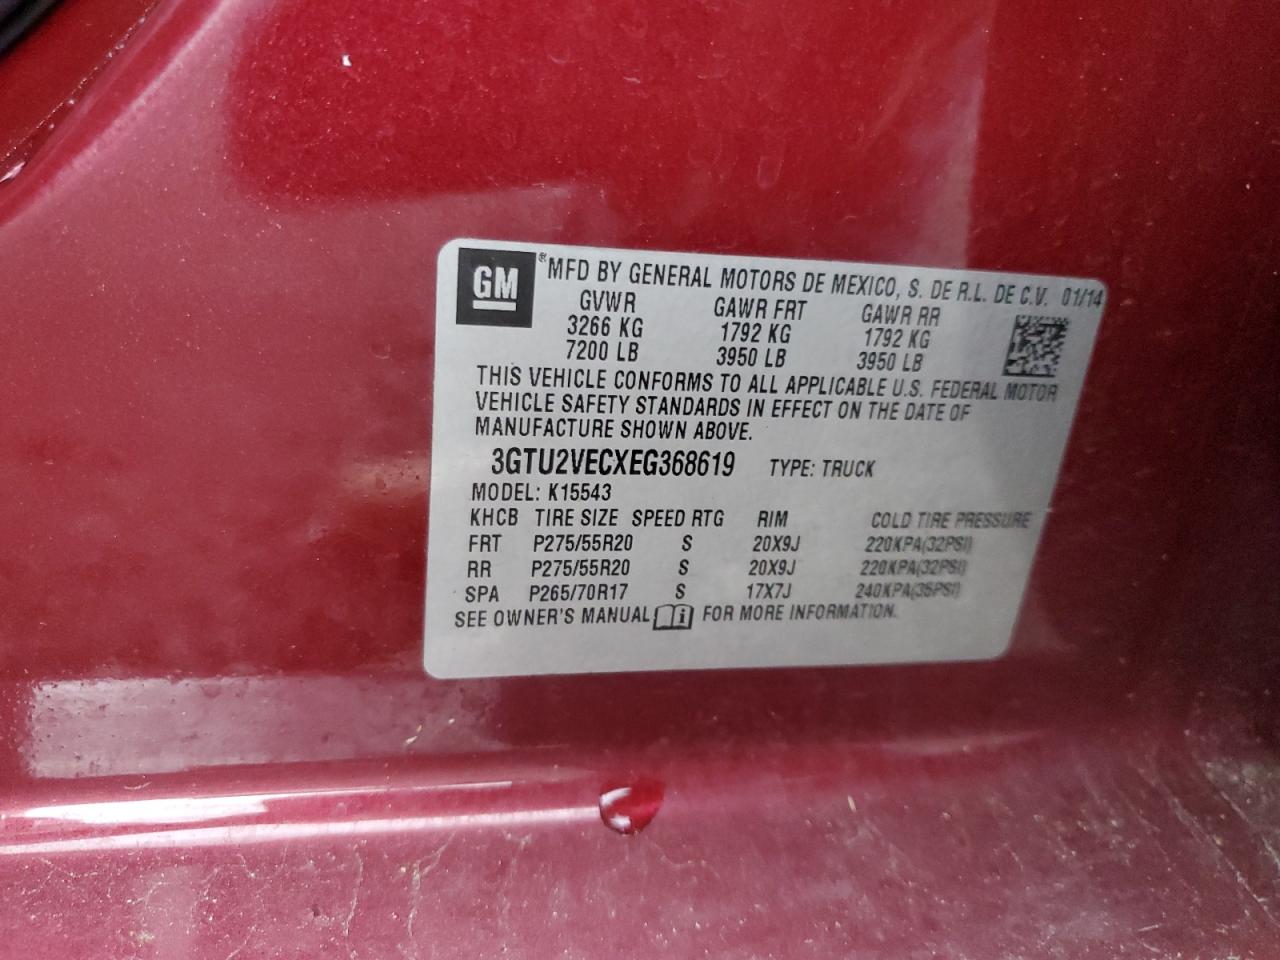 GM ® MFD BY GENERAL MOTORS DE MEXICO, S. DE R.L. DE C.V. 01/14
GVWR GAWR FRT GAWR RR
3266 KG 1792 KG 1792 KG
7200 LB 3950 LB 3950 LB
THIS VEHICLE CONFORMS TO ALL APPLICABLE U.S. FEDERAL MOTOR
VEHICLE SAFETY STANDARDS IN EFFECT ON THE DATE OF
MANUFACTURE SHOWN ABOVE.
3GTU2VECXEG368619 TYPE: TRUCK
MODEL: K15543
KHCB TIRE SIZE SPEED RTG RIM COLD TIRE PRESSURE
FRT P275/55R20 S 20X9J 220KPA(32PSI)
RR P275/55R20 S 20X9J 220KPA(32PSI)
SPA P265/70R17 S 17X7J 240KPA(35PSI)
SEE OWNER'S MANUAL i FOR MORE INFORMATION.